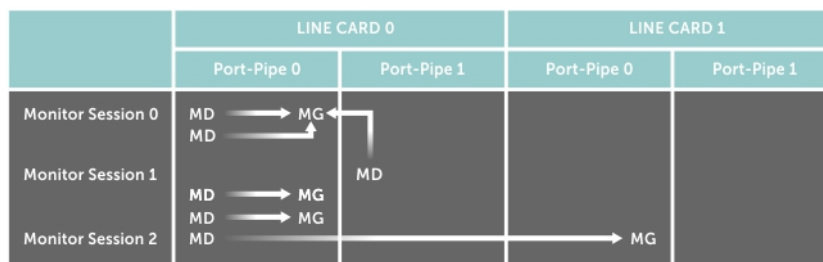 LINE CARD 0 LINE CARD 1
Port-Pipe 0 Port-Pipe 1 Port-Pipe 0 Port-Pipe 1
Monitor Session 0 MD MG
MD
Monitor Session 1 MD
MD MG
MD MG
Monitor Session 2 MD MG